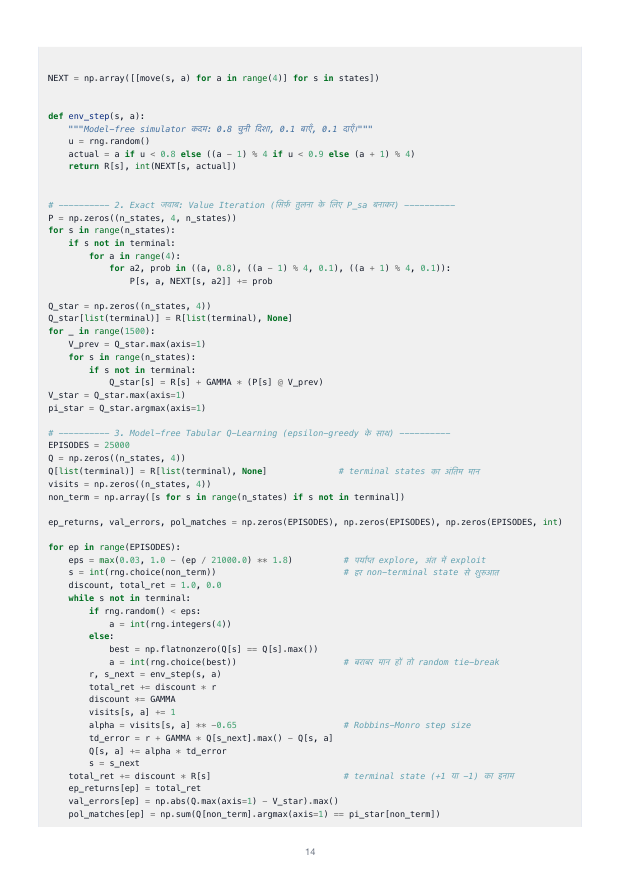 NEXT = np.array([[move(s, a) for a in range(4)] for s in states])
def env_step(s, a):
"""Model-free simulator कदम: 0.8 चुनी दिशा, 0.1 बाएँ, 0.1 दाएँ।"""
u = rng.random()
actual = a if u < 0.8 else ((a − 1) % 4 if u < 0.9 else (a + 1) % 4)
return R[s], int(NEXT[s, actual])
# −−−−−−−−−− 2. Exact जवाब: Value Iteration (सिर्फ़ तुलना के लिए P_sa बनाकर) −−−−−−−−−−
P = np.zeros((n_states, 4, n_states))
for s in range(n_states):
if s not in terminal:
for a in range(4):
for a2, prob in ((a, 0.8), ((a − 1) % 4, 0.1), ((a + 1) % 4, 0.1)):
P[s, a, NEXT[s, a2]] += prob
Q_star = np.zeros((n_states, 4))
Q_star[list(terminal)] = R[list(terminal), None]
for _ in range(1500):
V_prev = Q_star.max(axis=1)
for s in range(n_states):
if s not in terminal:
Q_star[s] = R[s] + GAMMA * (P[s] @ V_prev)
V_star = Q_star.max(axis=1)
pi_star = Q_star.argmax(axis=1)
# −−−−−−−−−− 3. Model−free Tabular Q−Learning (epsilon−greedy के साथ) −−−−−−−−−−
EPISODES = 25000
Q = np.zeros((n_states, 4))
Q[list(terminal)] = R[list(terminal), None] # terminal states का अंतिम मान
visits = np.zeros((n_states, 4))
non_term = np.array([s for s in range(n_states) if s not in terminal])
ep_returns, val_errors, pol_matches = np.zeros(EPISODES), np.zeros(EPISODES), np.zeros(EPISODES, int)
for ep in range(EPISODES):
eps = max(0.03, 1.0 − (ep / 21000.0) ** 1.8) # पर्याप्त explore, अंत में exploit
s = int(rng.choice(non_term)) # हर non−terminal state से शुरुआत
discount, total_ret = 1.0, 0.0
while s not in terminal:
if rng.random() < eps:
a = int(rng.integers(4))
else:
best = np.flatnonzero(Q[s] == Q[s].max())
a = int(rng.choice(best)) # बराबर मान हों तो random tie−break
r, s_next = env_step(s, a)
total_ret += discount * r
discount *= GAMMA
visits[s, a] += 1
alpha = visits[s, a] ** −0.65 # Robbins−Monro step size
td_error = r + GAMMA * Q[s_next].max() − Q[s, a]
Q[s, a] += alpha * td_error
s = s_next
total_ret += discount * R[s] # terminal state (+1 या −1) का इनाम
ep_returns[ep] = total_ret
val_errors[ep] = np.abs(Q.max(axis=1) − V_star).max()
pol_matches[ep] = np.sum(Q[non_term].argmax(axis=1) == pi_star[non_term])
14